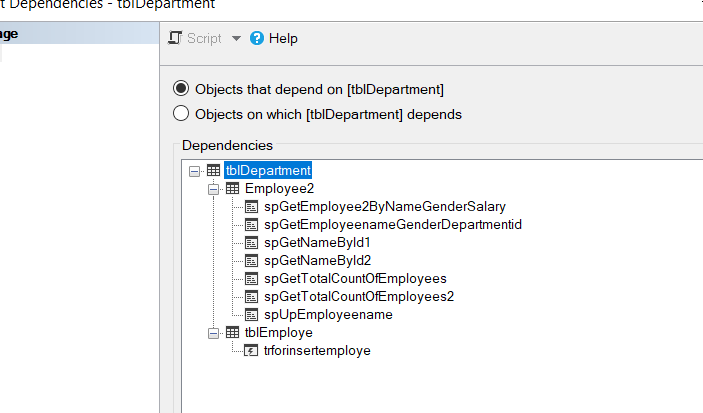 t Dependencies - tblDepartment
age
Script Help
Objects that depend on [tblDepartment]
Objects on which [tblDepartment] depends
Dependencies
tblDepartment
Employee2
spGetEmployee2ByNameGenderSalary
spGetEmployeenameGenderDepartmentid
spGetNameById1
spGetNameById2
spGetTotalCountOfEmployees
spGetTotalCountOfEmployees2
spUpEmployeename
tblEmploye
trforinsertemploye